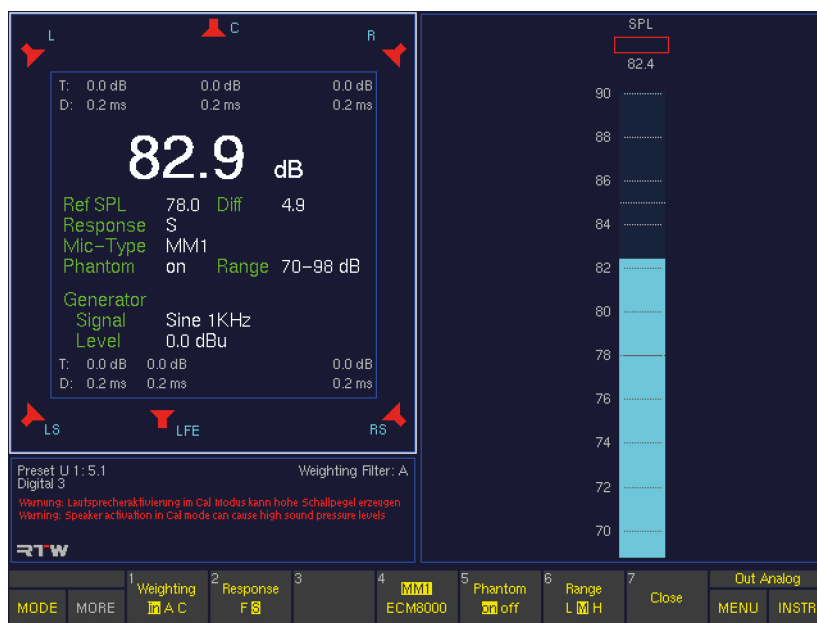 L C R
T: 0.0 dB 0.0 dB 0.0 dB
D: 0.2 ms 0.2 ms 0.2 ms
82.9 dB
Ref SPL 78.0 Diff 4.9
Response S
Mic-Type MM1
Phantom on Range 70-98 dB
Generator
Signal Sine 1KHz
Level 0.0 dBu
T: 0.0 dB 0.0 dB 0.0 dB
D: 0.2 ms 0.2 ms 0.2 ms
LS LFE RS
Preset U 1: 5.1 Weighting Filter: A
Digital 3
Warnung: Lautsprecheraktivierung im Cal Modus kann hohe Schallpegel erzeugen
Warning: Speaker activation in Cal mode can cause high sound pressure levels
RTW
SPL
82.4
90
88
86
84
82
80
78
76
74
72
70
1 Weighting 2 Response 3 4 MM1 5 Phantom 6 Range 7 Close Out Analog
MODE MORE lin A C F S ECM8000 on off L M H MENU INSTR